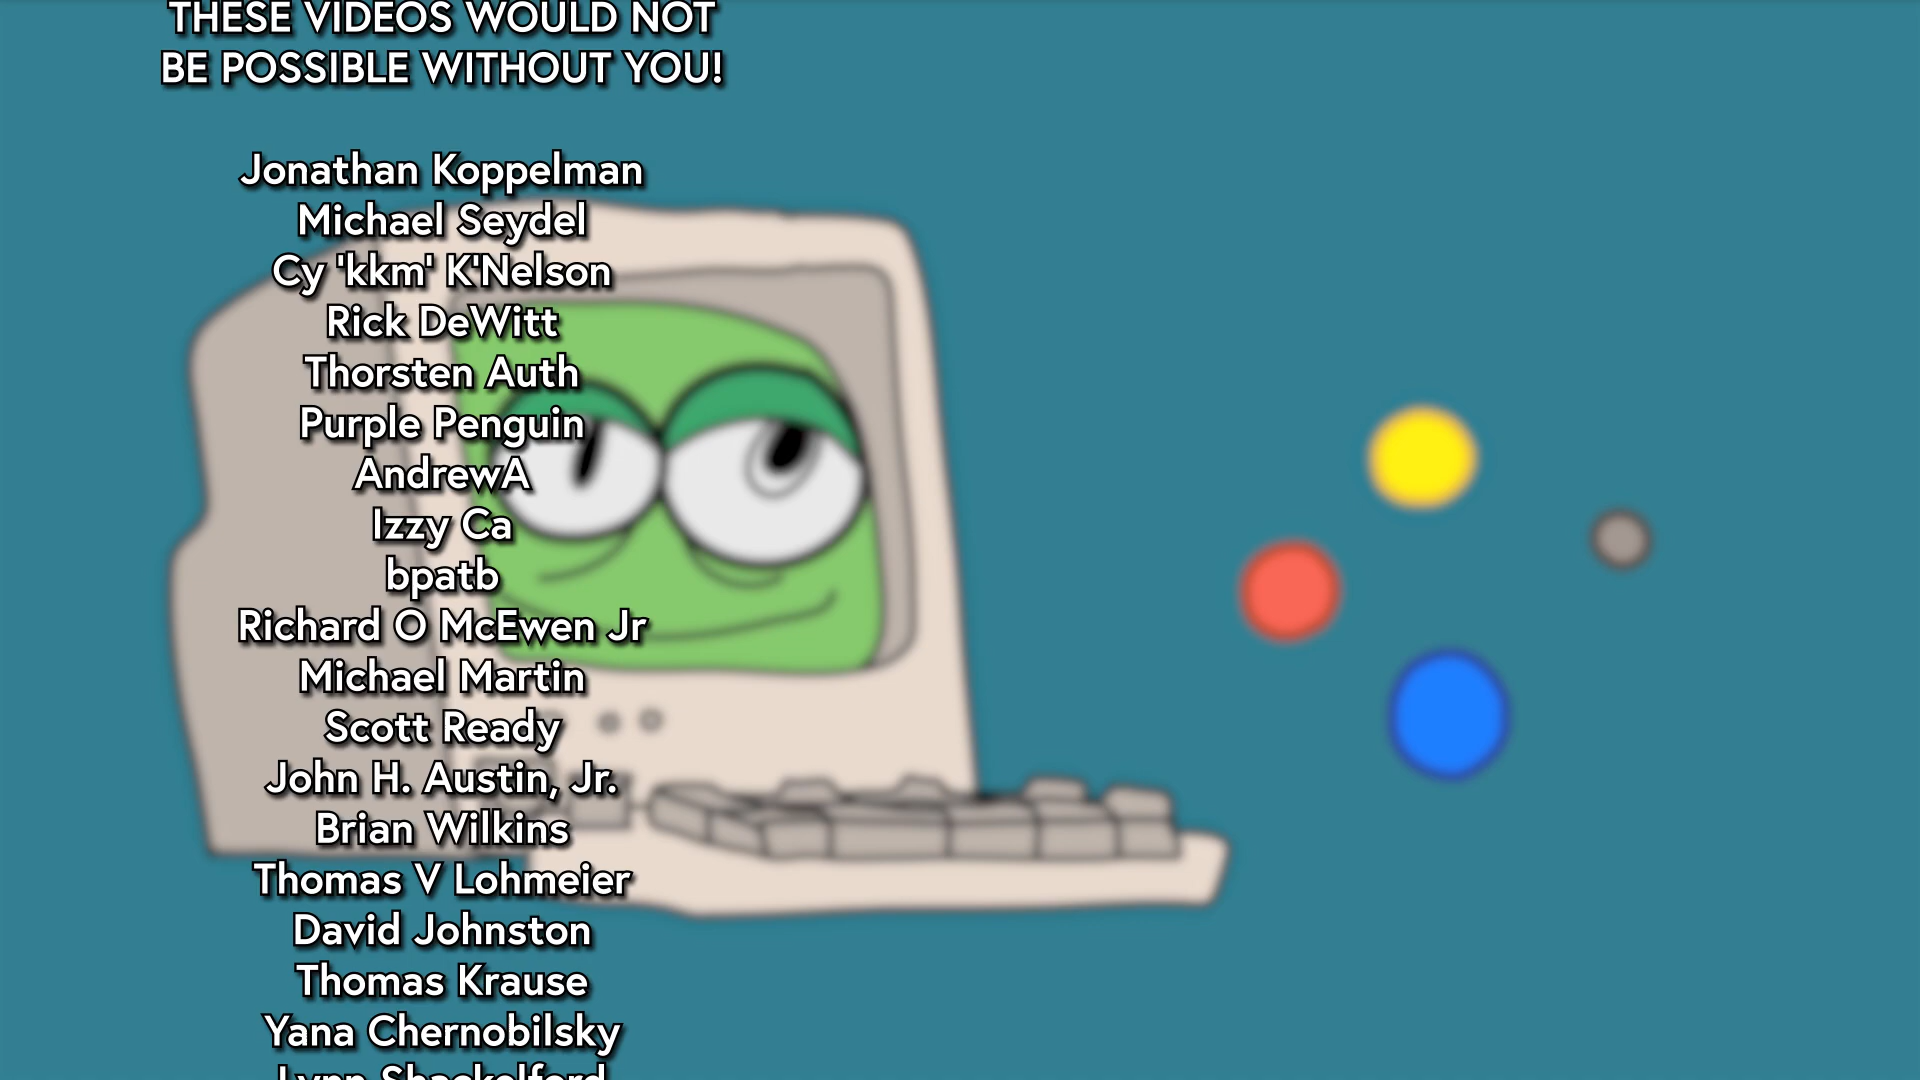 THESE VIDEOS WOULD NOT
BE POSSIBLE WITHOUT YOU!
Jonathan Koppelman
Michael Seydel
Cy 'kkm' K'Nelson
Rick DeWitt
Thorsten Auth
Purple Penguin
AndrewA
Izzy Ca
bpatb
Richard O McEwen Jr
Michael Martin
Scott Ready
John H. Austin, Jr.
Brian Wilkins
Thomas V Lohmeier
David Johnston
Thomas Krause
Yana Chernobilsky
Lynn Shackelford